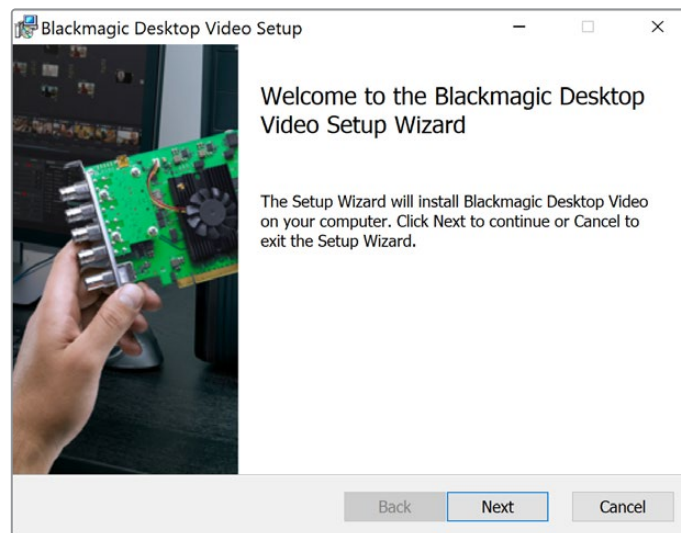 Blackmagic Desktop Video Setup
Welcome to the Blackmagic Desktop
Video Setup Wizard
The Setup Wizard will install Blackmagic Desktop Video
on your computer. Click Next to continue or Cancel to
exit the Setup Wizard.
Back
Next
Cancel